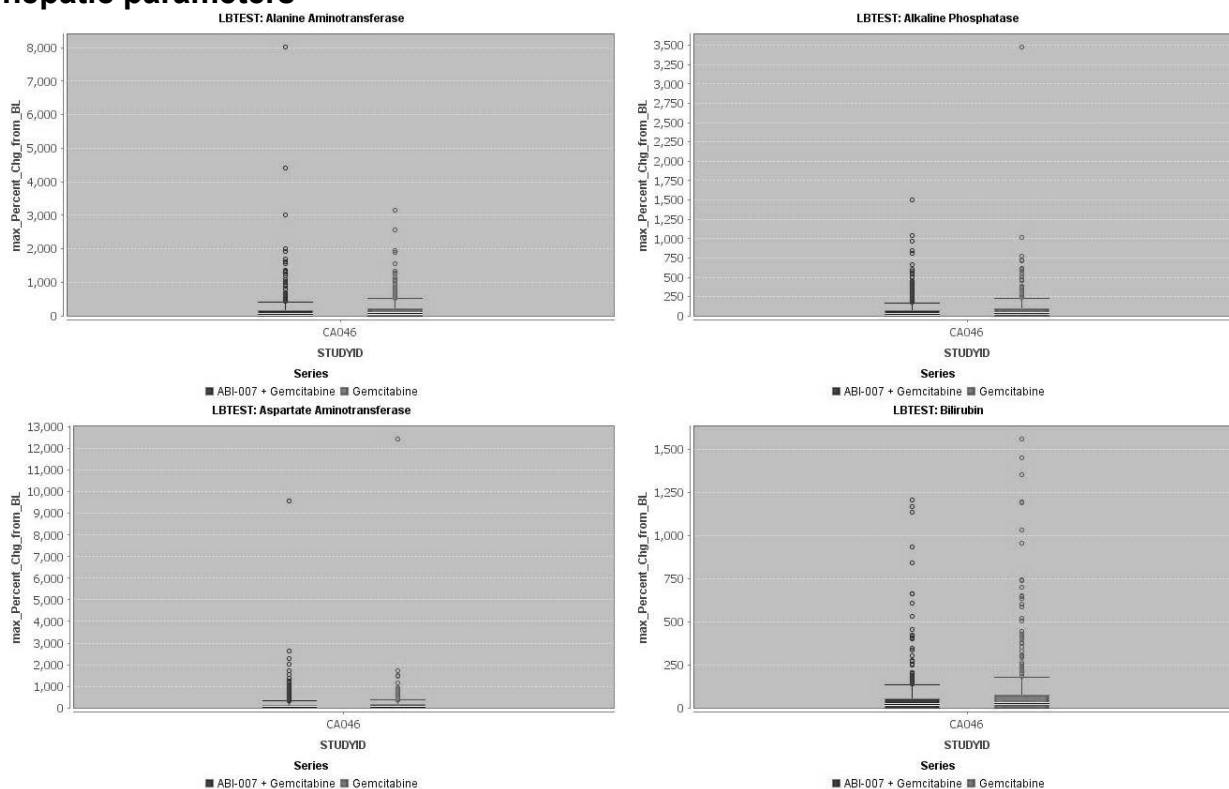 hepatic parameters
LBTEST: Alanine Aminotransferase
max_Percent_Chg_from_BL
8,000
7,000
6,000
5,000
4,000
3,000
2,000
1,000
0
CA046
STUDYID
Series
ABI-007 + Gemcitabine Gemcitabine
LBTEST: Alkaline Phosphatase
max_Percent_Chg_from_BL
3,500
3,250
3,000
2,750
2,500
2,250
2,000
1,750
1,500
1,250
1,000
750
500
250
0
CA046
STUDYID
Series
ABI-007 + Gemcitabine Gemcitabine
LBTEST: Aspartate Aminotransferase
max_Percent_Chg_from_BL
13,000
12,000
11,000
10,000
9,000
8,000
7,000
6,000
5,000
4,000
3,000
2,000
1,000
0
CA046
STUDYID
Series
ABI-007 + Gemcitabine Gemcitabine
LBTEST: Bilirubin
max_Percent_Chg_from_BL
1,500
1,250
1,000
750
500
250
0
CA046
STUDYID
Series
ABI-007 + Gemcitabine Gemcitabine